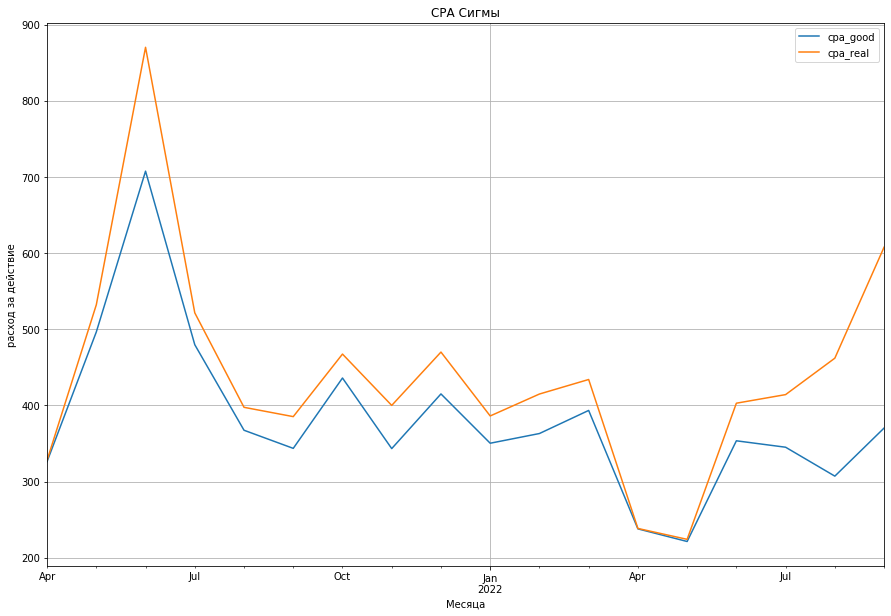 CPA Сигмы
cpa_good
cpa_real
расход за действие
900
800
700
600
500
400
300
200
Apr
Jul
Oct
Jan
2022
Apr
Jul
Месяца